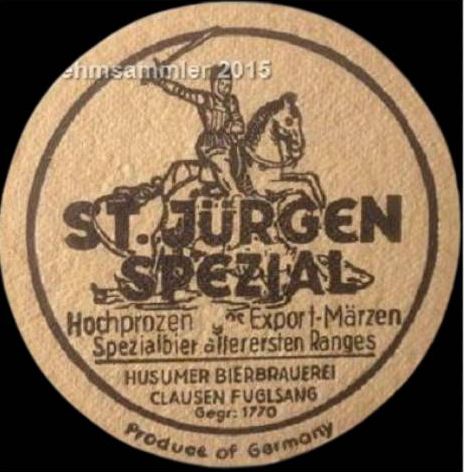 ehmsammler 2015
ST. JÜRGEN
SPEZIAL
Hochprozen ne Export-Märzen
Spezialbier allerersten Ranges
HUSUMER BIERBRAUEREI
CLAUSEN FUGLSANG
Gegr: 1770
Produce of Germany